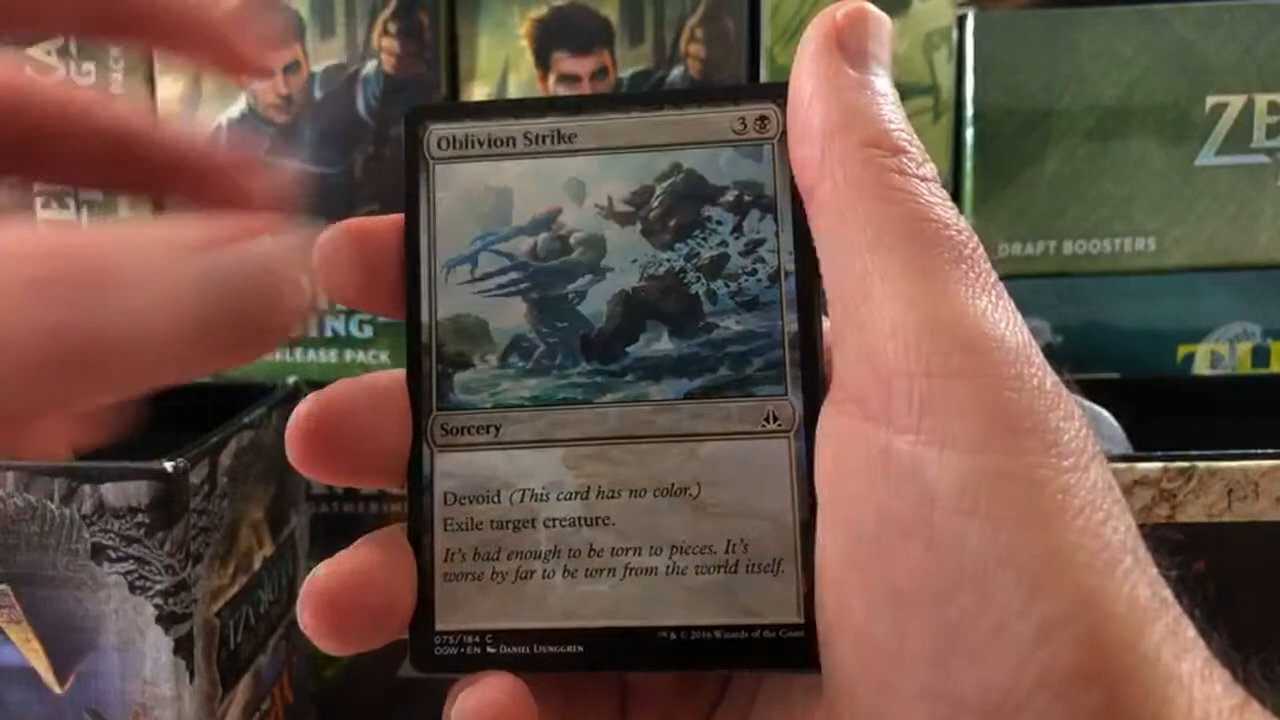 Oblivion Strike
3
Sorcery
Devoid (This card has no color.)
Exile target creature.
It's bad enough to be torn to pieces. It's
worse by far to be torn from the world itself.
075/184 C
OGW • EN DANIEL LJUNGGREN
™ & © 2016 Wizards of the Coast
ZE
DRAFT BOOSTERS
ING
RELEASE PACK
PACK